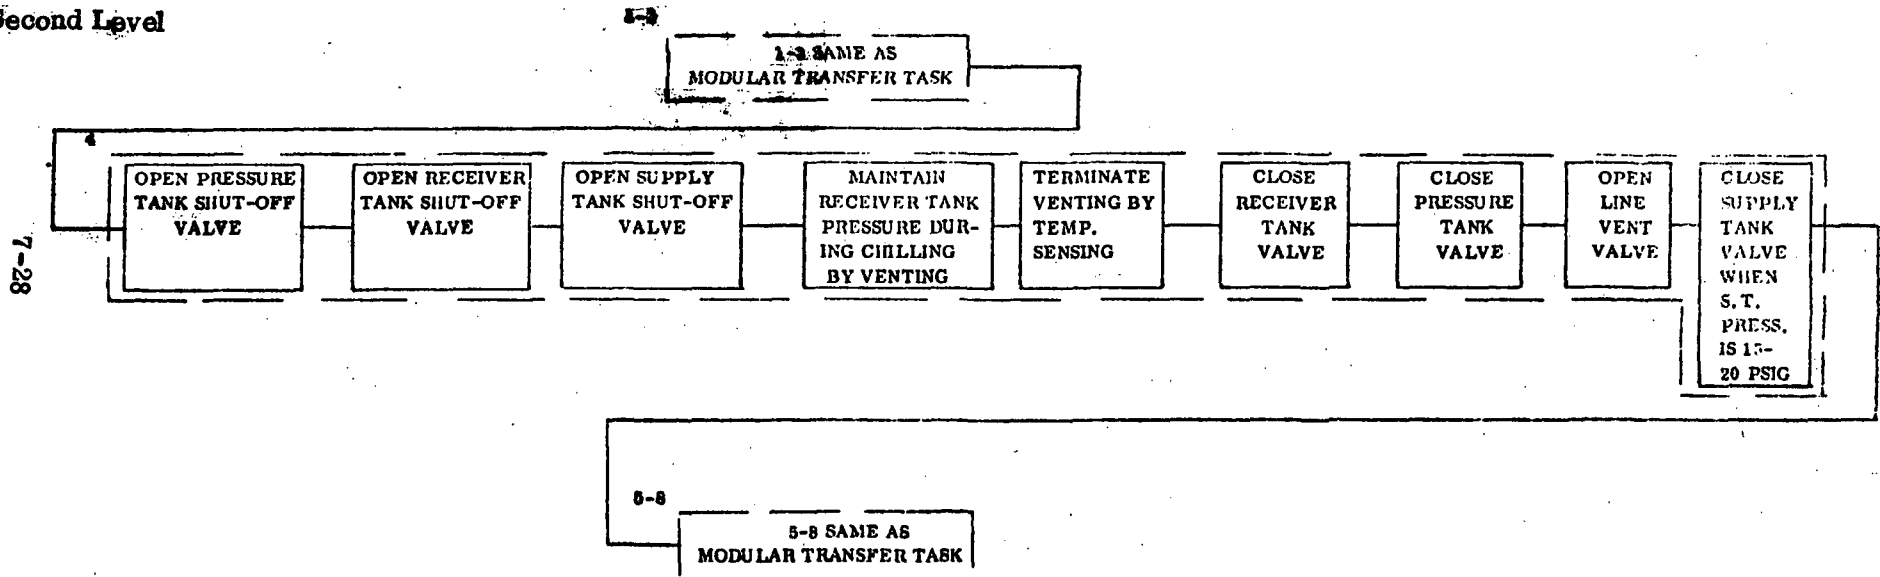 Second Level
SAME AS
MODULAR TRANSFER TASK
4
OPEN PRESSURE
TANK SHUT-OFF
VALVE
OPEN RECEIVER
TANK SHUT-OFF
VALVE
OPEN SUPPLY
TANK SHUT-OFF
VALVE
MAINTAIN
RECEIVER TANK
PRESSURE DUR-
ING CHILLING
BY VENTING
TERMINATE
VENTING BY
TEMP.
SENSING
CLOSE
RECEIVER
TANK
VALVE
CLOSE
PRESSURE
TANK
VALVE
OPEN
LINE
VENT
VALVE
CLOSE
SUPPLY
TANK
VALVE
WHEN
S.T.
PRESS.
IS 15-
20 PSIG
7-28
5-8
5-8 SAME AS
MODULAR TRANSFER TASK